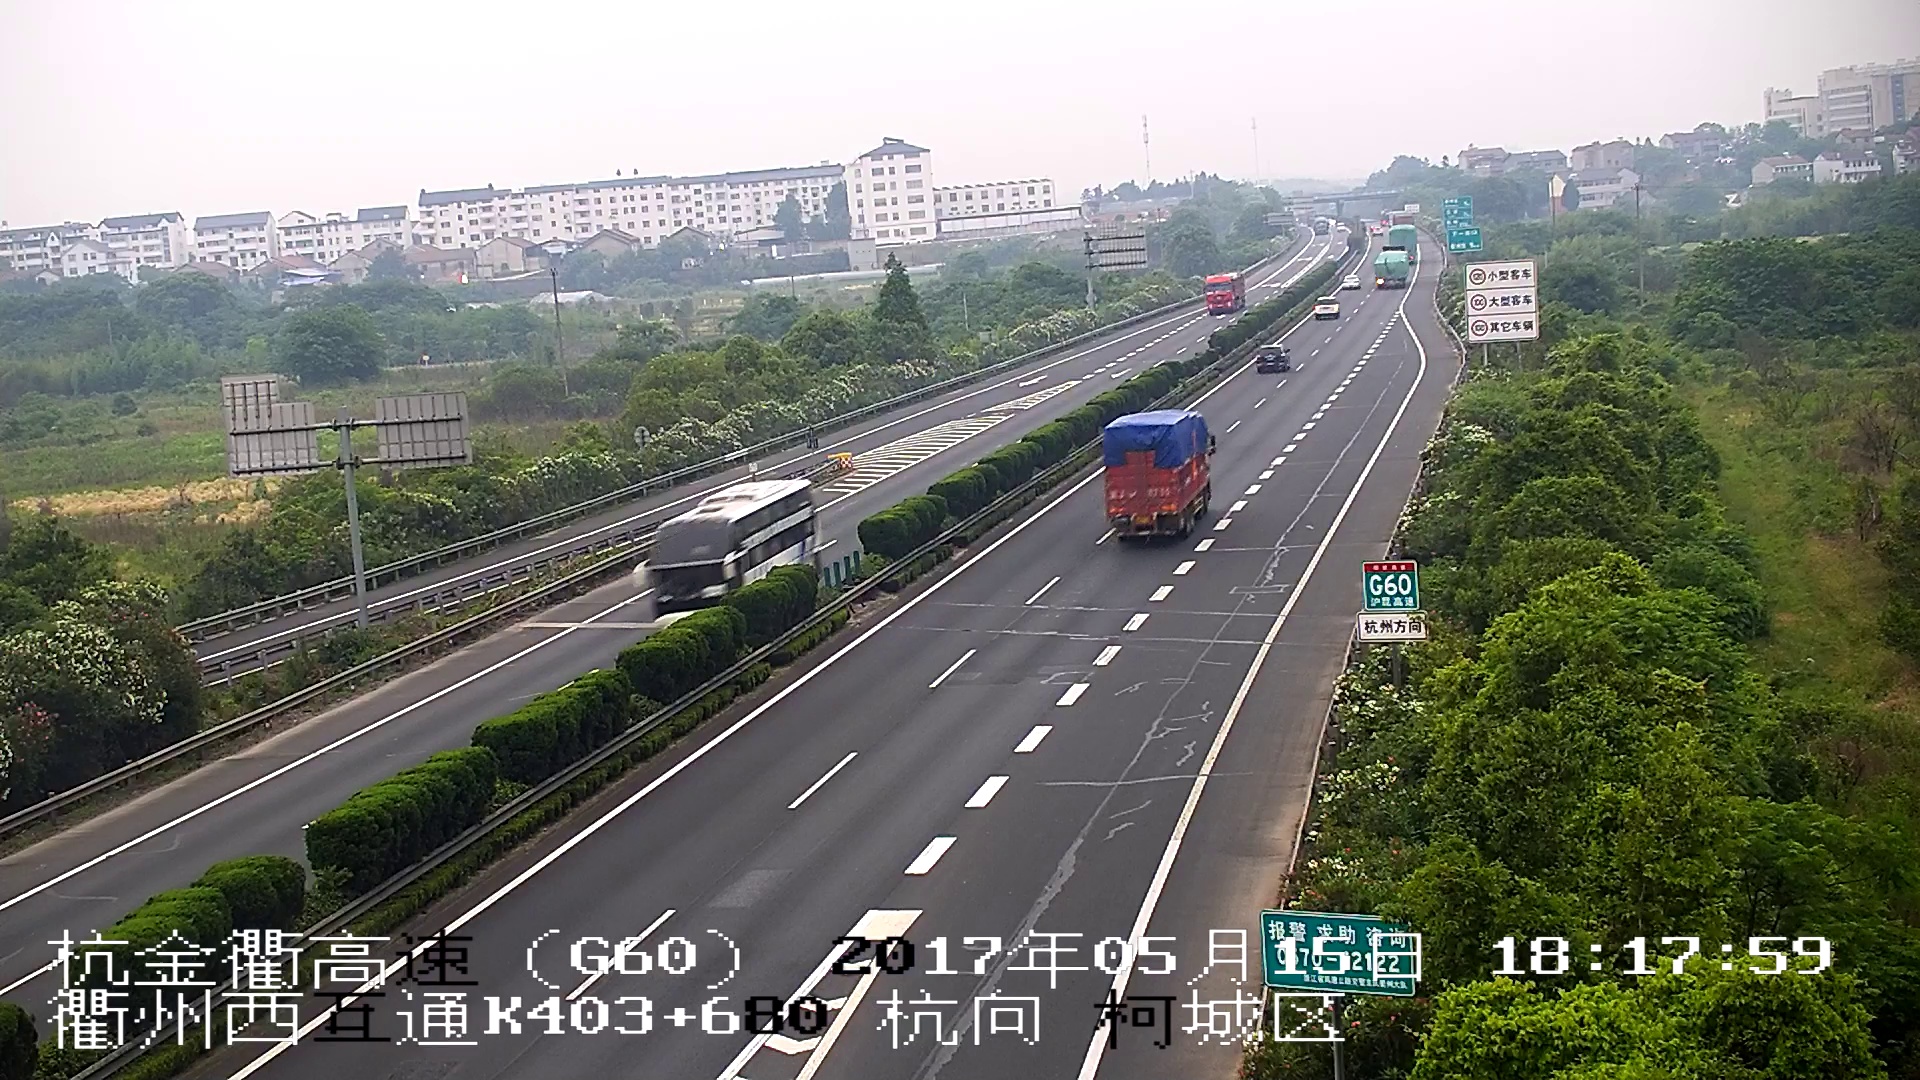 小型客车
大型客车
其它车辆
G60
沪昆高速
杭州方向
报警 求助 咨询
杭金衢高速（G60） 2017年05月15日 18:17:59
衢州西互通K403+680 杭向 柯城区